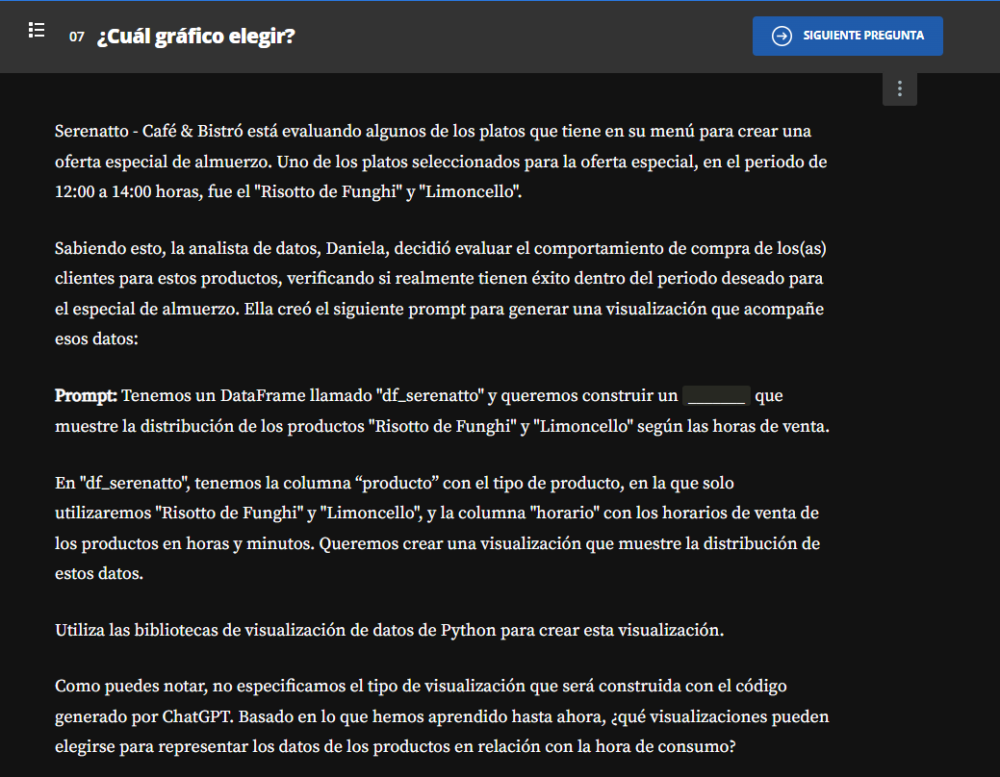 07 ¿Cuál gráfico elegir?
SIGUIENTE PREGUNTA
Serenatto - Café & Bistró está evaluando algunos de los platos que tiene en su menú para crear una
oferta especial de almuerzo. Uno de los platos seleccionados para la oferta especial, en el periodo de
12:00 a 14:00 horas, fue el "Risotto de Funghi" y "Limoncello".
Sabiendo esto, la analista de datos, Daniela, decidió evaluar el comportamiento de compra de los(as)
clientes para estos productos, verificando si realmente tienen éxito dentro del periodo deseado para
el especial de almuerzo. Ella creó el siguiente prompt para generar una visualización que acompañe
esos datos:
Prompt: Tenemos un DataFrame llamado "df_serenatto" y queremos construir un _______ que
muestre la distribución de los productos "Risotto de Funghi" y "Limoncello" según las horas de venta.
En "df_serenatto", tenemos la columna “producto” con el tipo de producto, en la que solo
utilizaremos "Risotto de Funghi" y "Limoncello", y la columna "horario" con los horarios de venta de
los productos en horas y minutos. Queremos crear una visualización que muestre la distribución de
estos datos.
Utiliza las bibliotecas de visualización de datos de Python para crear esta visualización.
Como puedes notar, no especificamos el tipo de visualización que será construida con el código
generado por ChatGPT. Basado en lo que hemos aprendido hasta ahora, ¿qué visualizaciones pueden
elegirse para representar los datos de los productos en relación con la hora de consumo?